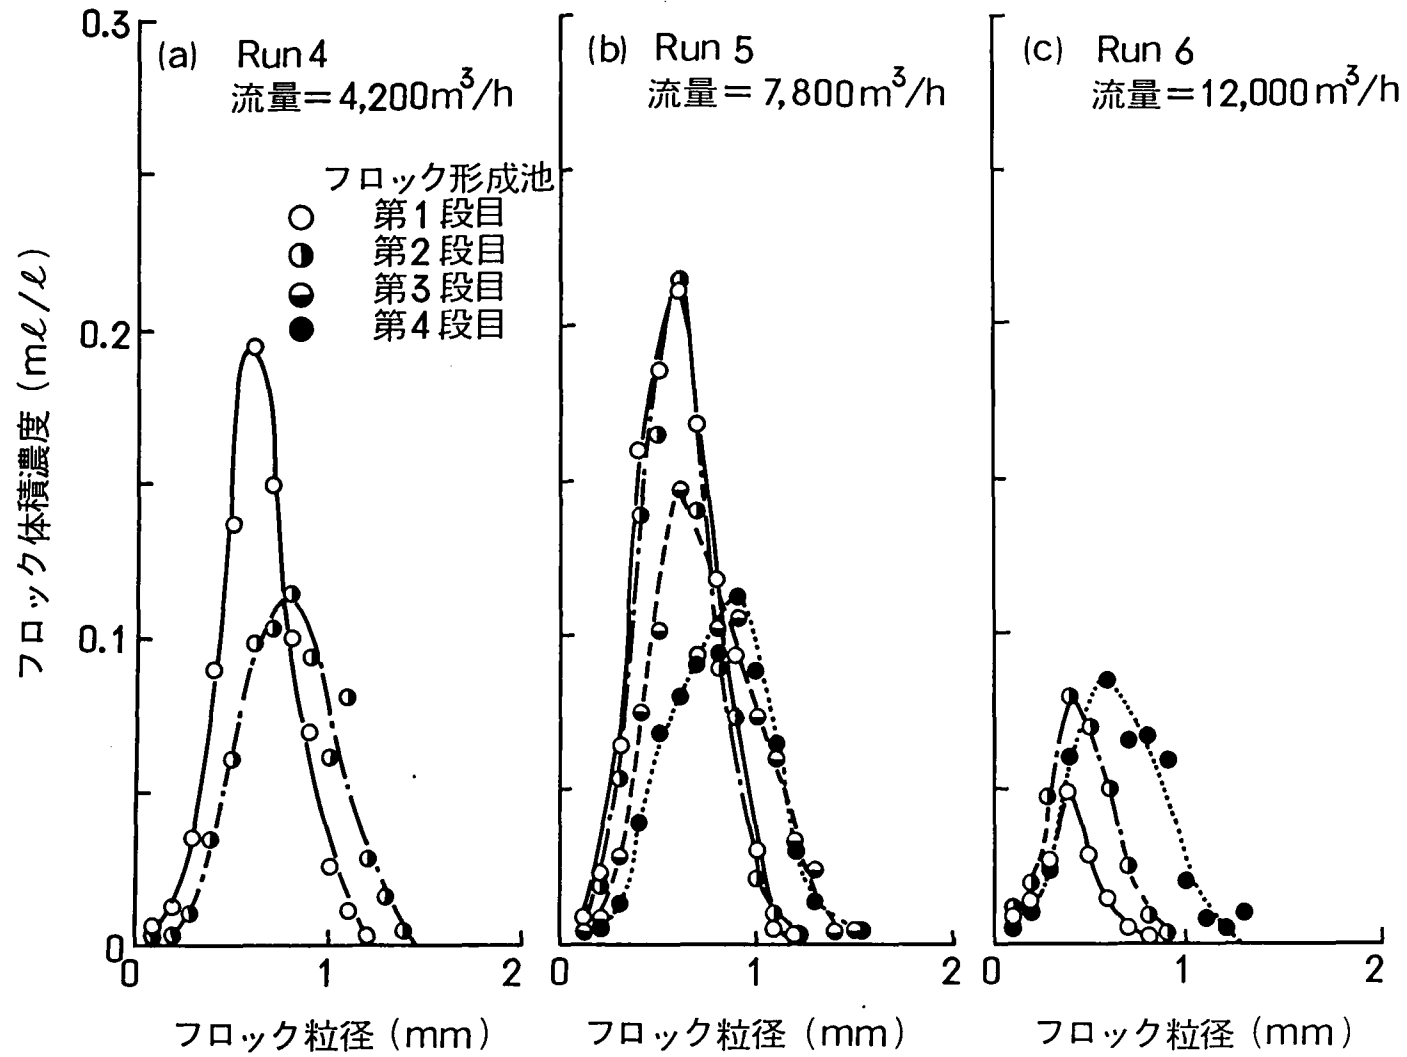 (a) Run 4
流量=4,200m³/h
(b) Run 5
流量=7,800m³/h
(c) Run 6
流量=12,000m³/h
フロック形成池
第1段目
第2段目
第3段目
第4段目
フロック体積濃度 (mℓ/ℓ)
0.3
0.2
0.1
0
0 1 2
0 1 2
0 1 2
フロック粒径 (mm)
フロック粒径 (mm)
フロック粒径 (mm)